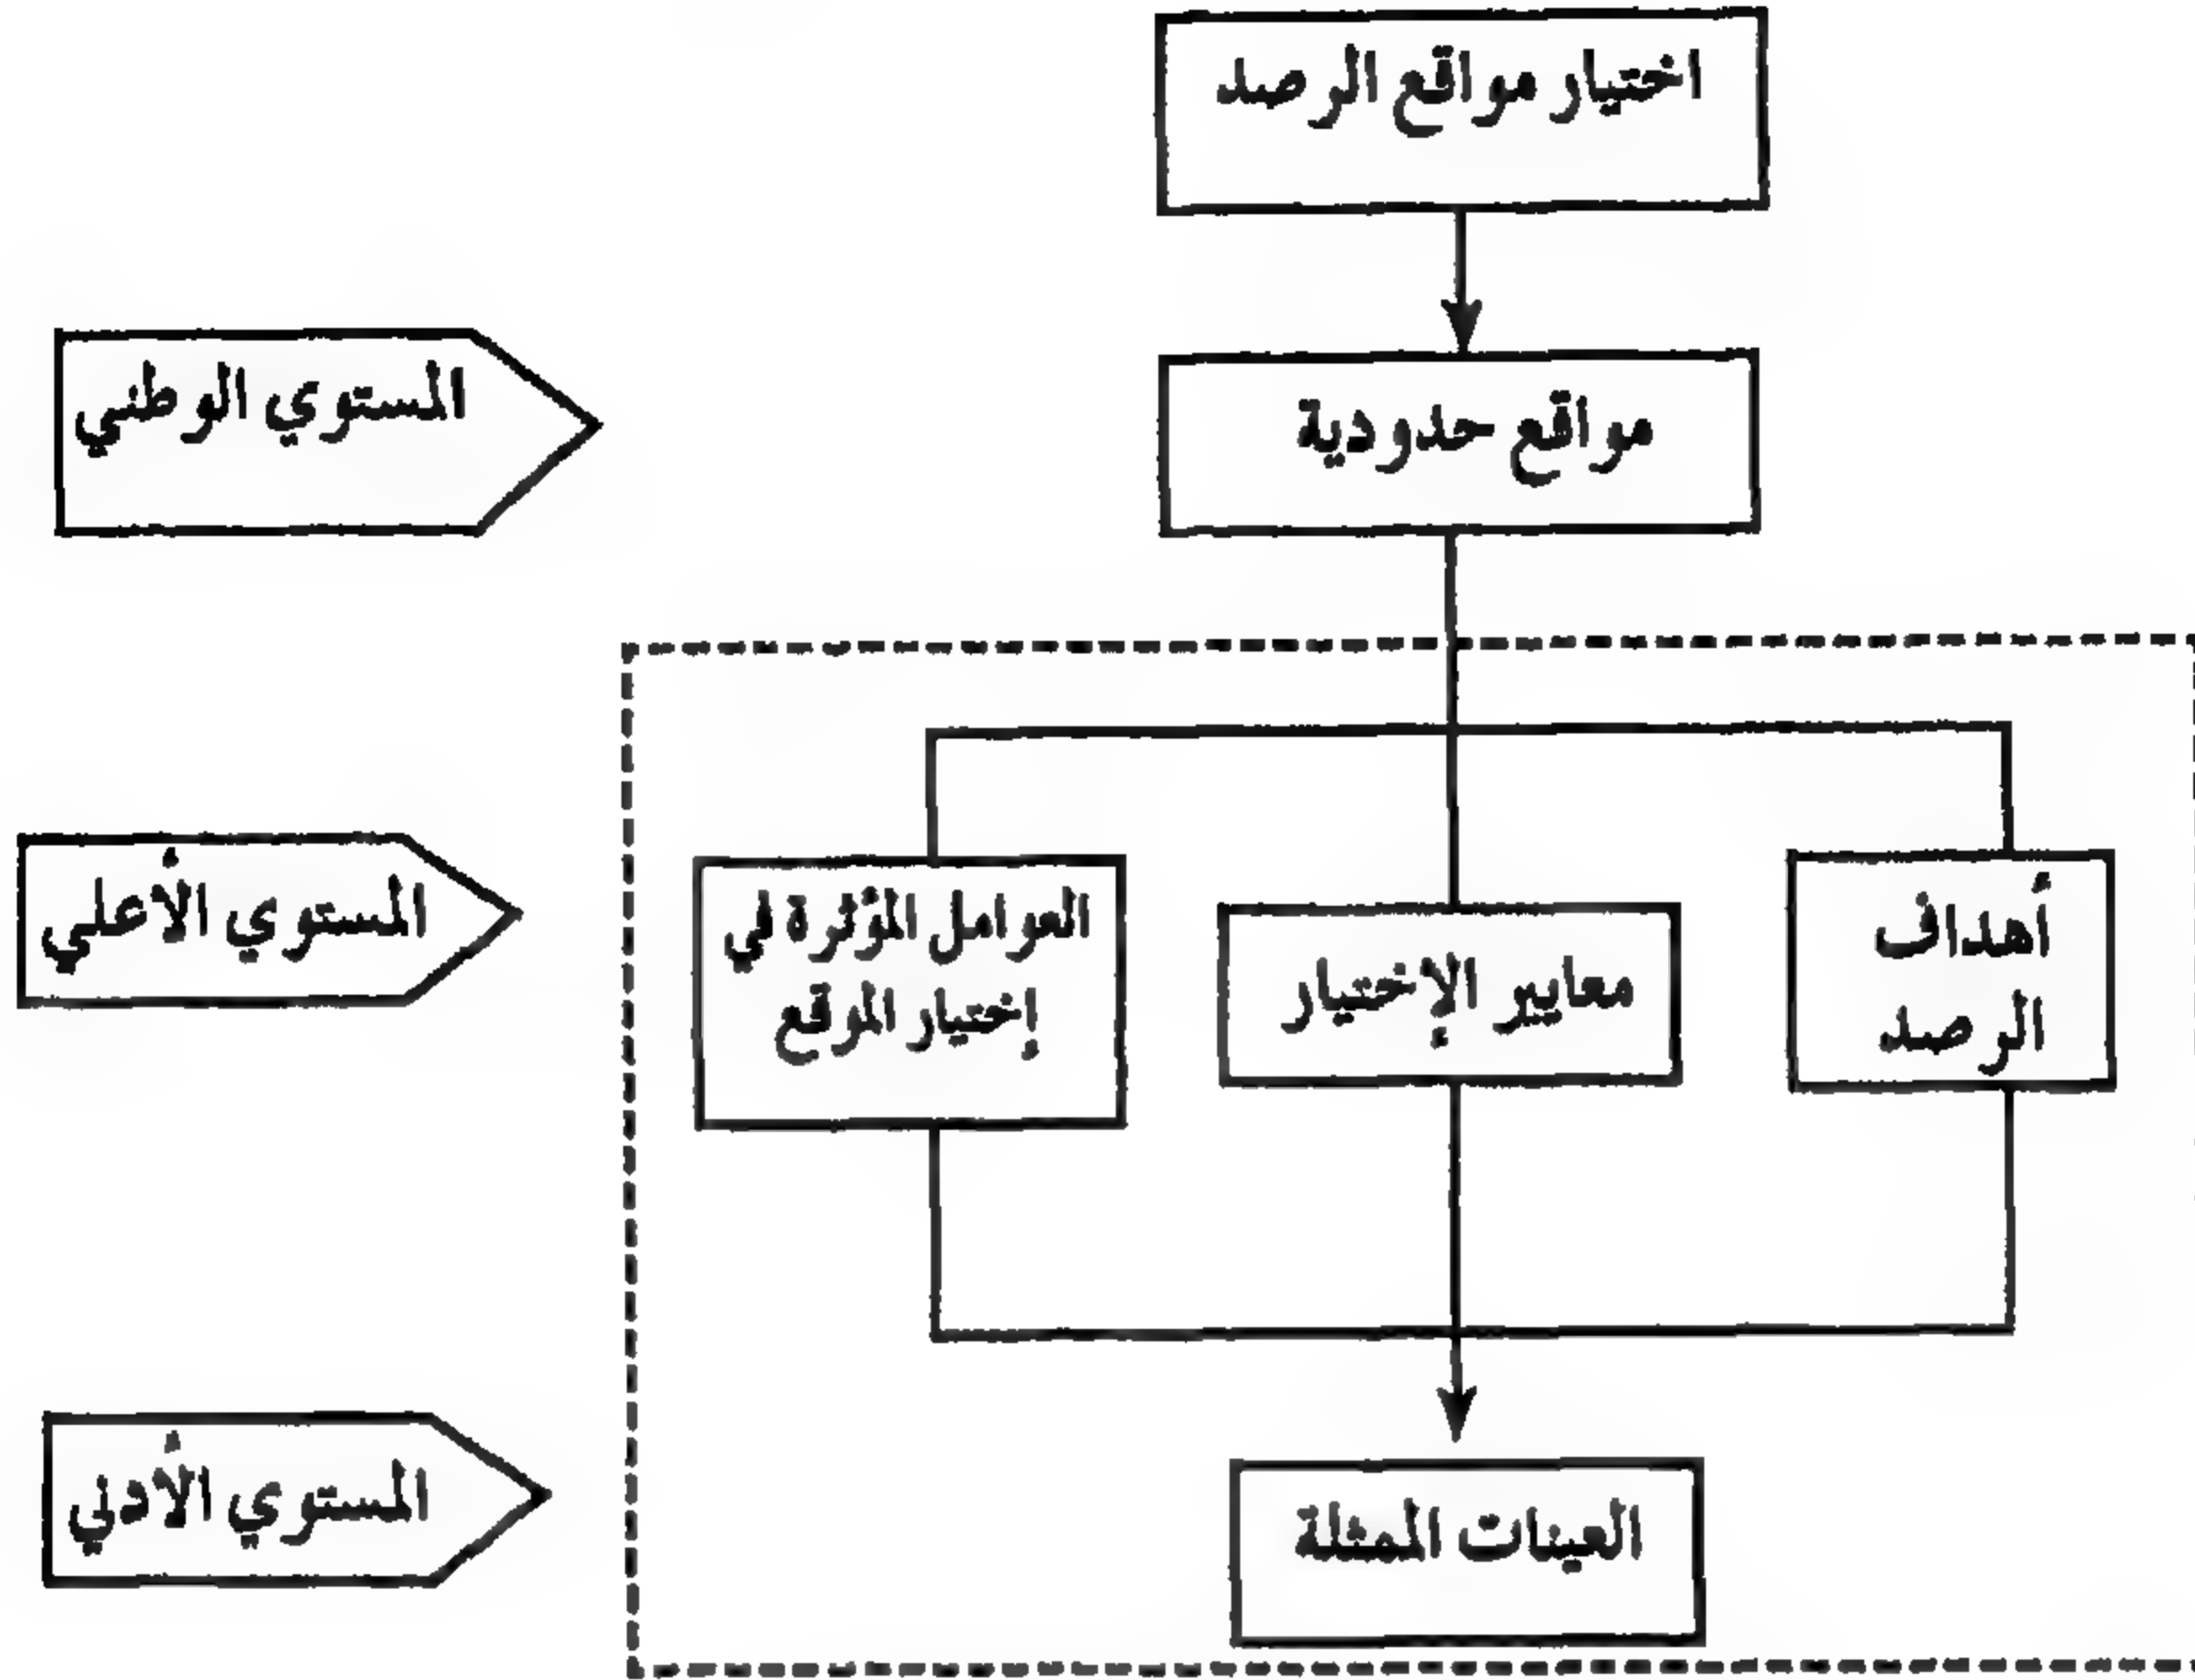 اختيار مواقع الرصد
المستوي الوطني
مواقع حدودية
المستوي الأعلي
أهداف
الرصد
معايير الإختيار
العوامل المؤثرة في
إختيار الموقع
المستوي الأدني
العينات الممثلة